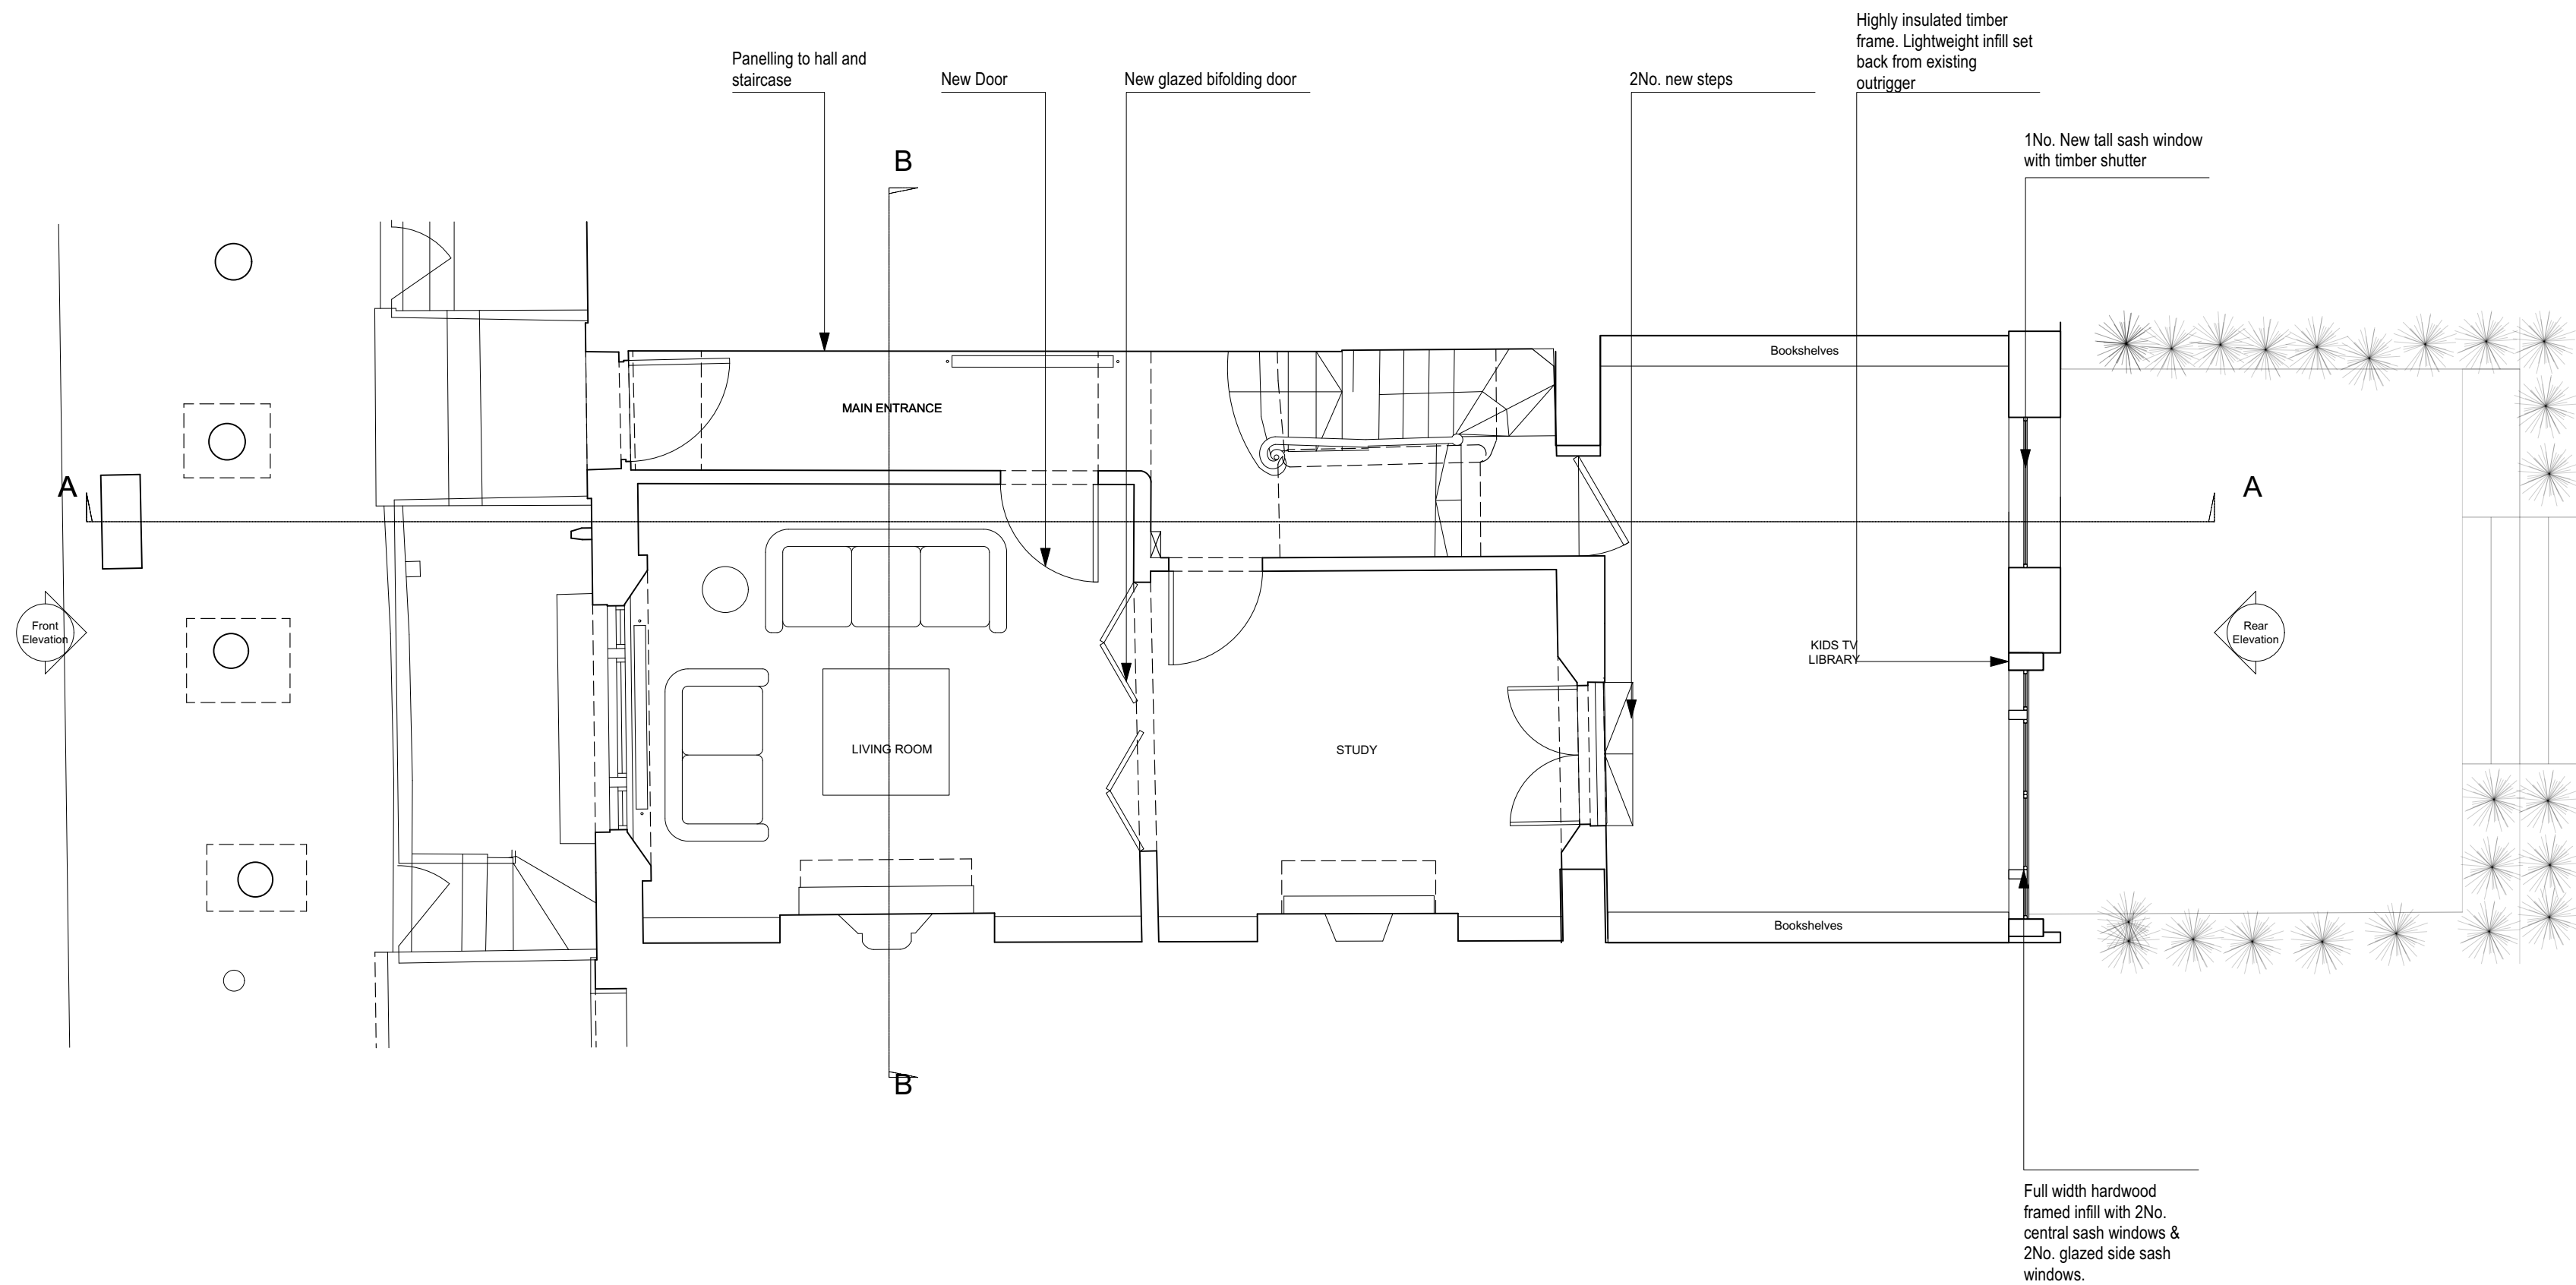 Highly insulated timber
frame. Lightweight infill set
back from existing
outrigger
Panelling to hall and
staircase
New Door
New glazed bifolding door
2No. new steps
1No. New tall sash window
with timber shutter
B
Bookshelves
MAIN ENTRANCE
A
A
Front
Elevation
Rear
Elevation
KIDS TV
LIBRARY
LIVING ROOM
STUDY
Bookshelves
B
Full width hardwood
framed infill with 2No.
central sash windows &
2No. glazed side sash
windows.